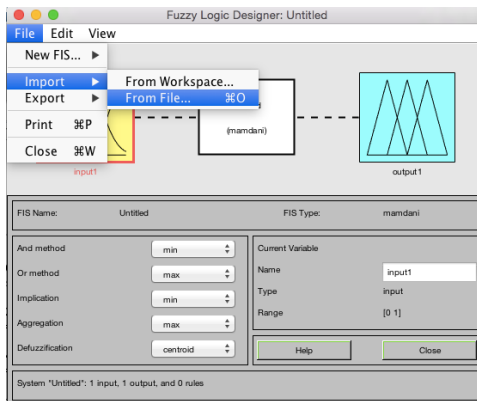 Fuzzy Logic Designer: Untitled
File Edit View
New FIS... ▶
Import ▶
Export ▶
Print ⌘P
Close ⌘W
From Workspace...
From File... ⌘O
(mamdani)
input1
output1
FIS Name: Untitled FIS Type: mamdani
And method min
Or method max
Implication min
Aggregation max
Defuzzification centroid
Current Variable
Name input1
Type input
Range [0 1]
Help Close
System "Untitled": 1 input, 1 output, and 0 rules